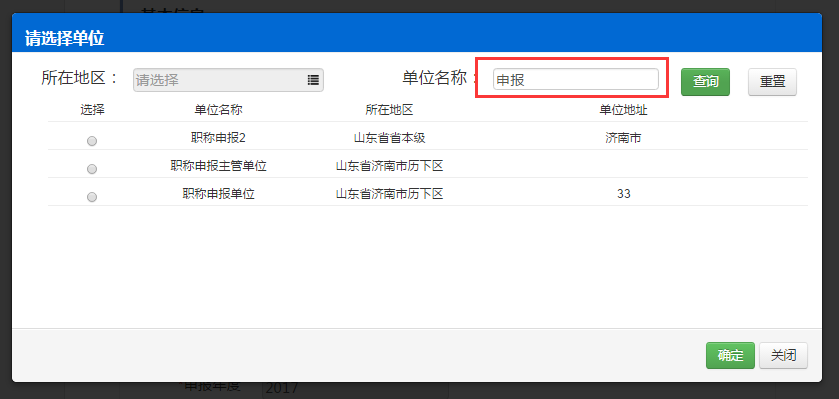 基本信息
请选择单位
所在地区： 请选择 单位名称： 申报 查询 重置
选择 单位名称 所在地区 单位地址
职称申报2 山东省省本级 济南市
职称申报主管单位 山东省济南市历下区
职称申报单位 山东省济南市历下区 33
确定 关闭
*申报年度 2017